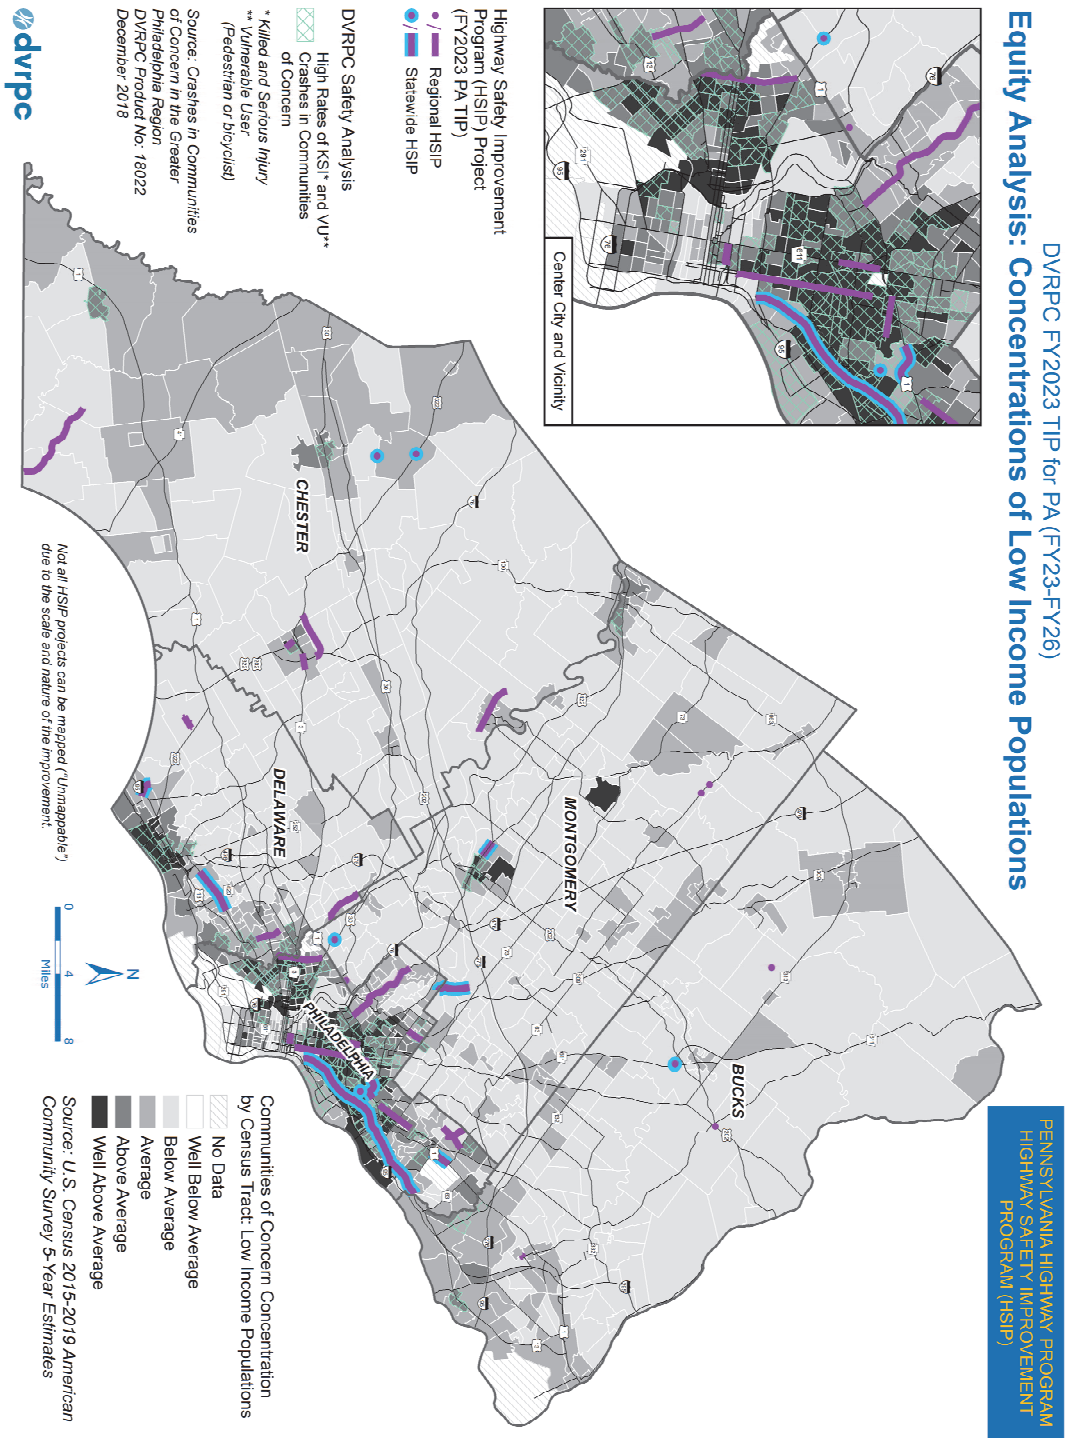 DVRPC FY2023 TIP for PA (FY23-FY26)
Equity Analysis: Concentrations of Low Income Populations
PENNSYLVANIA HIGHWAY PROGRAM
HIGHWAY SAFETY IMPROVEMENT
PROGRAM (HSIP)
Center City and Vicinity
Highway Safety Improvement
Program (HSIP) Project
(FY2023 PA TIP)
Regional HSIP
Statewide HSIP
DVRPC Safety Analysis
High Rates of KSI* and VU**
Crashes in Communities
of Concern
* Killed and Serious Injury
** Vulnerable User
(Pedestrian or bicyclist)
Source: Crashes in Communities
of Concern in the Greater
Philadelphia Region
DVRPC Product No: 18022
December 2018
dvrpc
CHESTER
DELAWARE
MONTGOMERY
PHILADELPHIA
BUCKS
Not all HSIP projects can be mapped ("Unmappable")
due to the scale and nature of the improvement.
0 4 8
Miles
N
Communities of Concern Concentration
by Census Tract: Low Income Populations
No Data
Well Below Average
Below Average
Average
Above Average
Well Above Average
Source: U.S. Census 2015-2019 American
Community Survey 5-Year Estimates